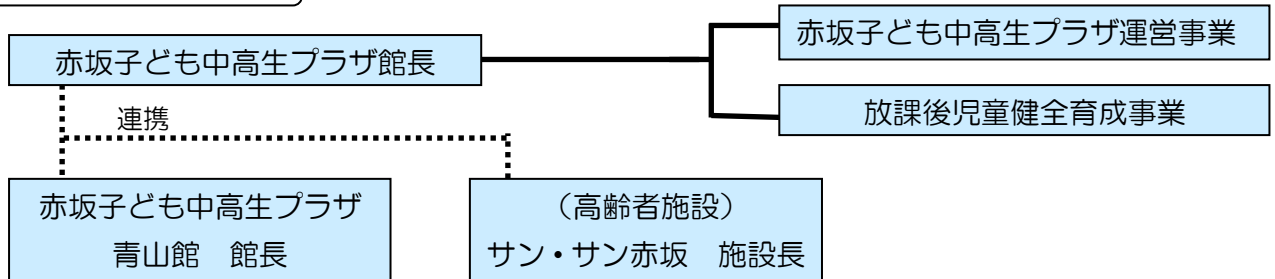 赤坂子ども中高生プラザ運営事業
赤坂子ども中高生プラザ館長
放課後児童健全育成事業
連携
赤坂子ども中高生プラザ
青山館　館長
（高齢者施設）
サン・サン赤坂　施設長